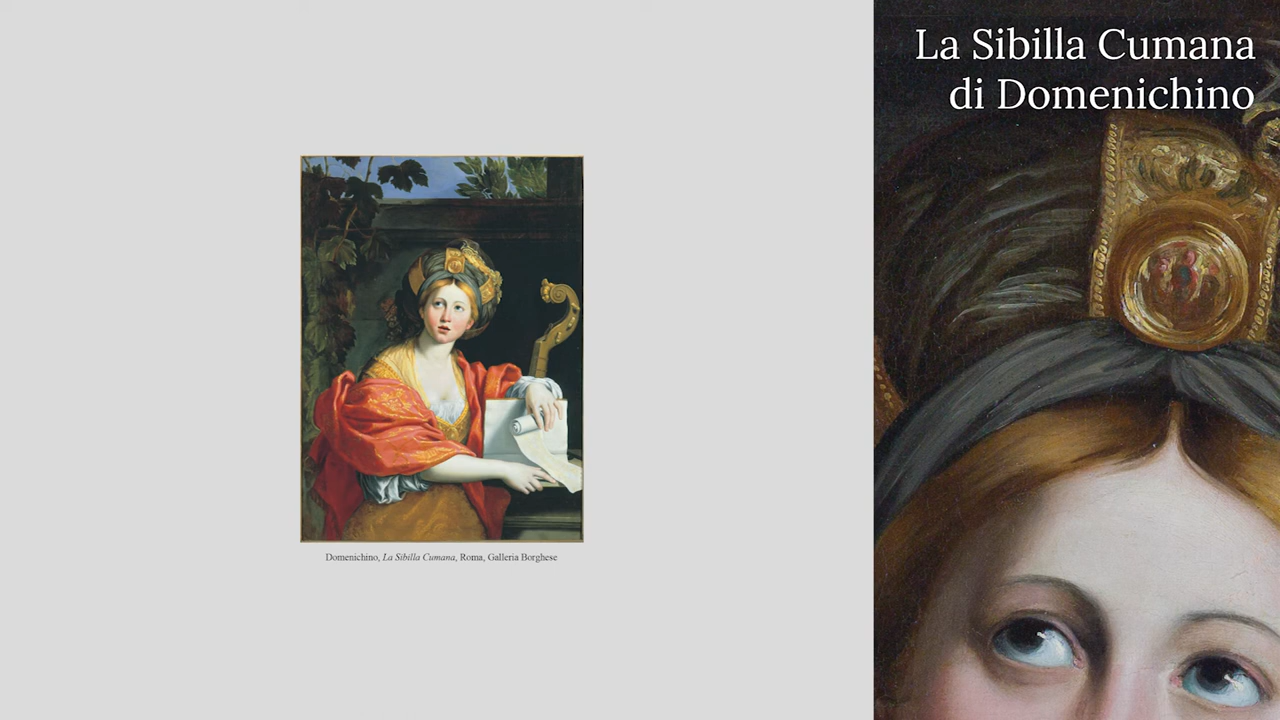 La Sibilla Cumana
di Domenichino
Domenichino, La Sibilla Cumana, Roma, Galleria Borghese